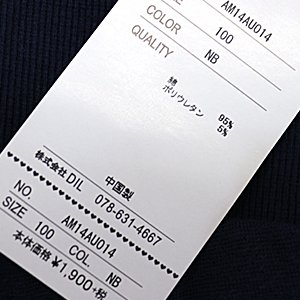 AM14AU014
COLOR 100
QUALITY NB
綿 95%
ポリウレタン 5%
中国製
株式会社 DIL 078-631-4667
NO. AM14AU014
SIZE 100 COL. NB
本体価格 ¥1,900+税